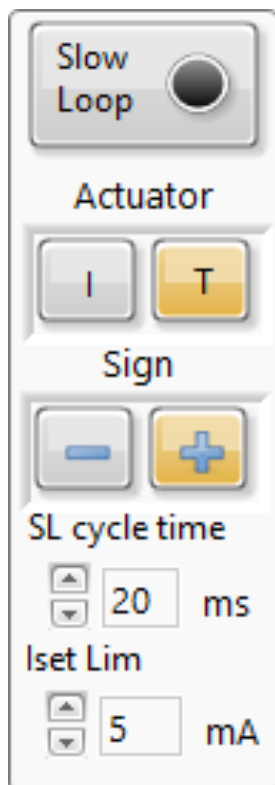 Slow
Loop
Actuator
I T
Sign
SL cycle time
20 ms
Iset Lim
5 mA